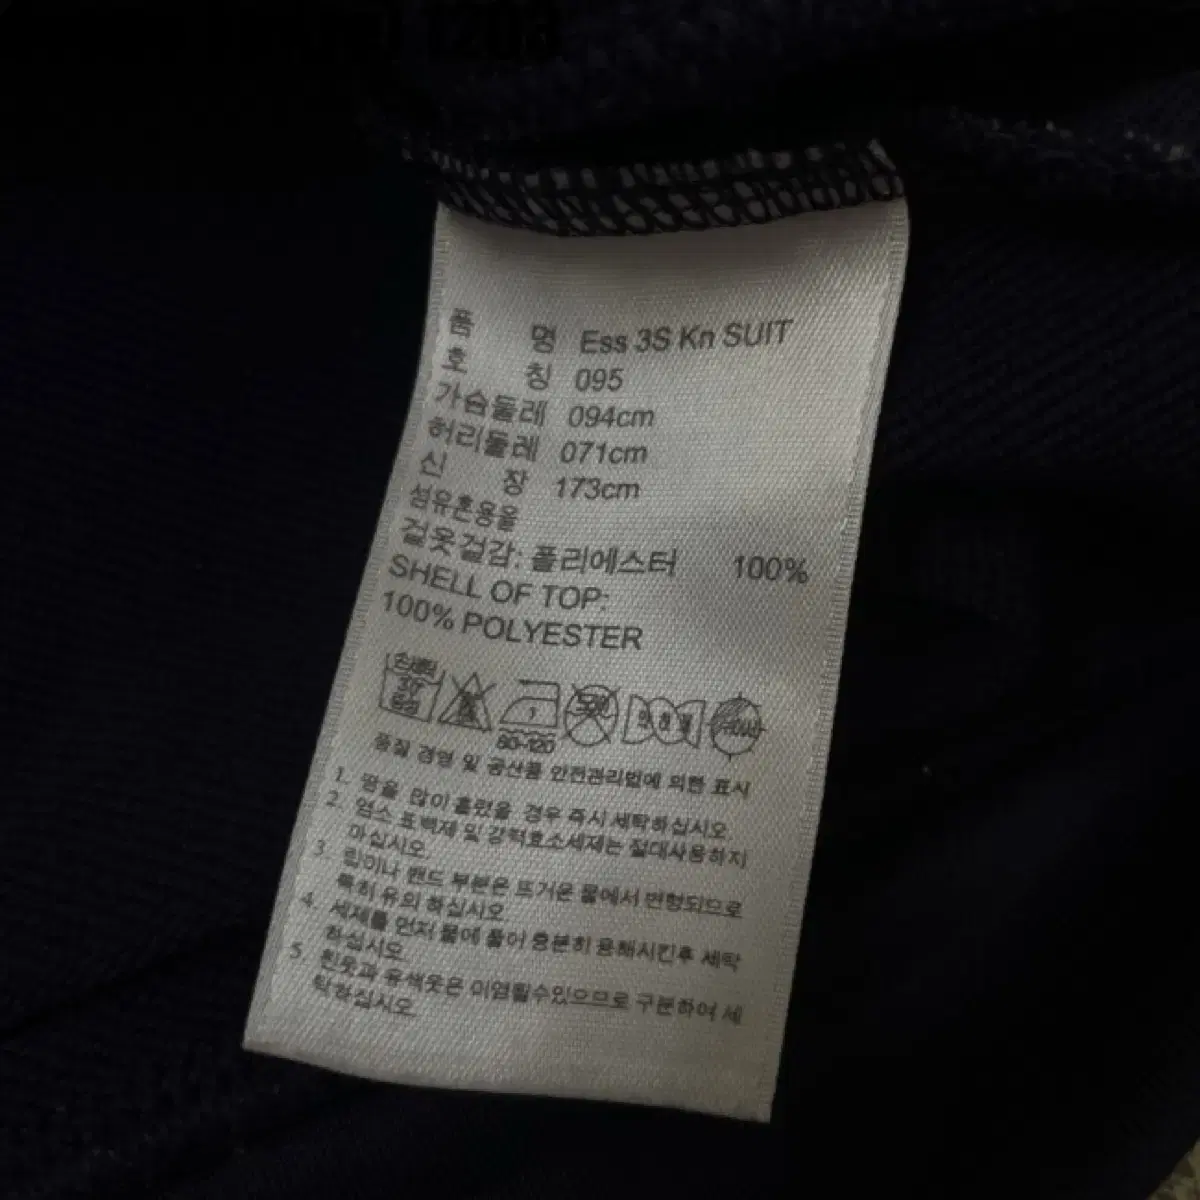 1203
품 명 Ess 3S Kn SUIT
호 칭 095
가슴둘레 094cm
허리둘레 071cm
신 장 173cm
섬유혼용율
겉옷겉감: 폴리에스터 100%
SHELL OF TOP:
100% POLYESTER
손세탁
80-120
품질 경영 및 공산품 안전관리법에 의한 표시
1. 땀을 많이 흘렸을 경우 즉시 세탁하십시오.
2. 염소 표백제 및 강력효소세제는 절대사용하지
마십시오.
3. 립이나 밴드 부분은 뜨거운 물에서 변형되므로
특히 유의 하십시오.
4. 세제를 먼저 물에 풀어 충분히 용해시킨후 세탁
하십시오.
5. 흰옷과 유색옷은 이염될수있으므로 구분하여 세
탁하십시오.